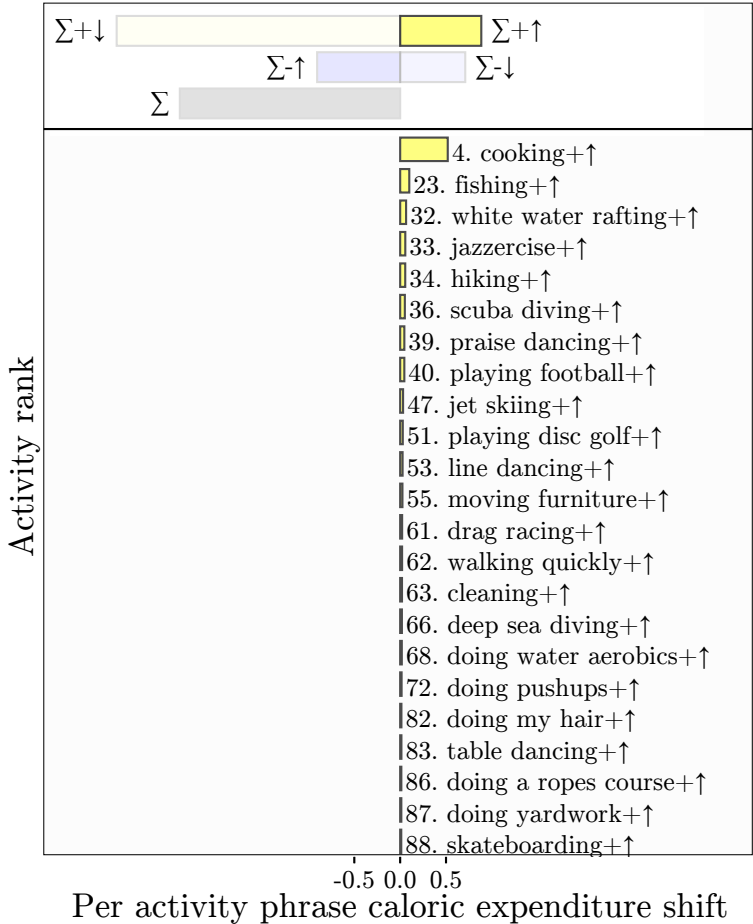 ∑+↓ ∑+↑
∑-↑ ∑-↓
∑
4. cooking+↑
23. fishing+↑
32. white water rafting+↑
33. jazzercise+↑
34. hiking+↑
36. scuba diving+↑
39. praise dancing+↑
40. playing football+↑
47. jet skiing+↑
51. playing disc golf+↑
53. line dancing+↑
55. moving furniture+↑
61. drag racing+↑
62. walking quickly+↑
63. cleaning+↑
66. deep sea diving+↑
68. doing water aerobics+↑
72. doing pushups+↑
82. doing my hair+↑
83. table dancing+↑
86. doing a ropes course+↑
87. doing yardwork+↑
88. skateboarding+↑
Activity rank
-0.5 0.0 0.5
Per activity phrase caloric expenditure shift